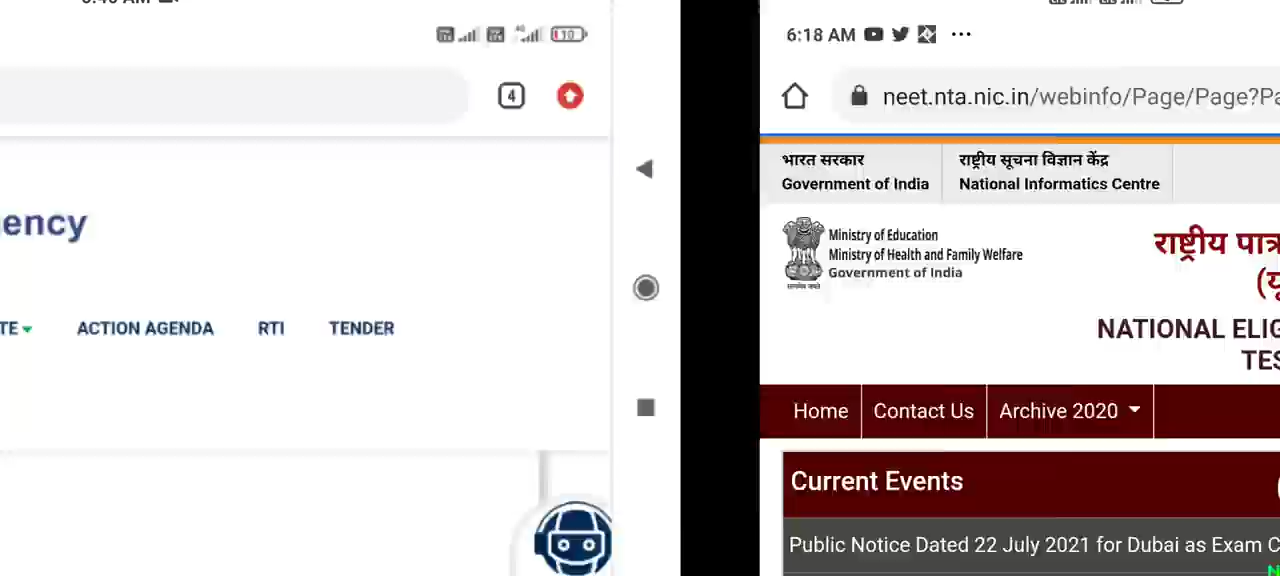 4
ency
TE
ACTION AGENDA
RTI
TENDER
6:18 AM
neet.nta.nic.in/webinfo/Page/Page?Pa
भारत सरकार
Government of India
राष्ट्रीय सूचना विज्ञान केंद्र
National Informatics Centre
Ministry of Education
Ministry of Health and Family Welfare
Government of India
राष्ट्रीय पात्र
(यू
NATIONAL ELIG
TES
Home
Contact Us
Archive 2020
Current Events
Public Notice Dated 22 July 2021 for Dubai as Exam C